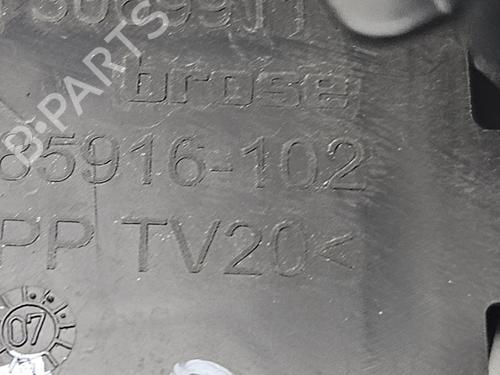 brose
85916-102
PP TV20<
07
B-PARTS